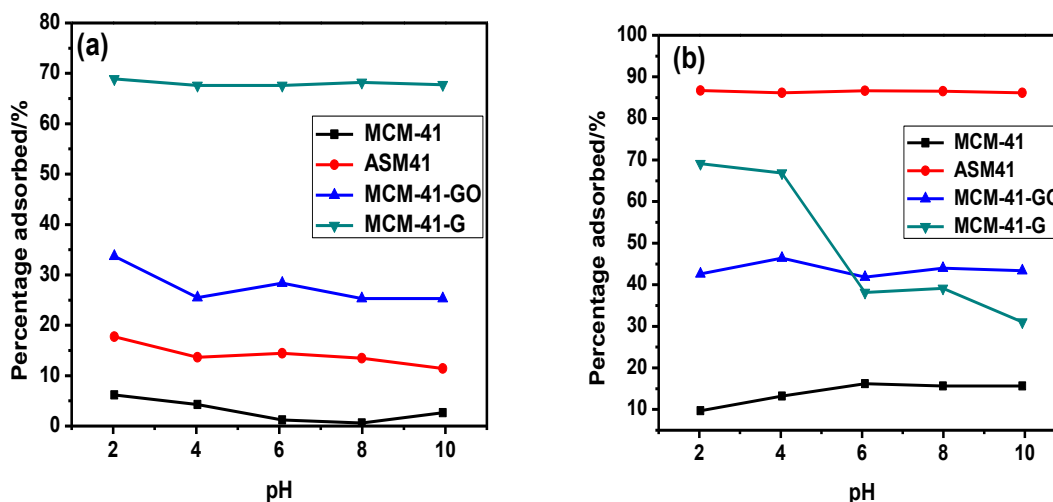 (a)
Percentage adsorbed/%
80
70
60
50
40
30
20
10
0
MCM-41
ASM41
MCM-41-GO
MCM-41-G
2 4 6 8 10
pH
(b)
Percentage adsorbed/%
100
90
80
70
60
50
40
30
20
10
MCM-41
ASM41
MCM-41-GO
MCM-41-G
2 4 6 8 10
pH